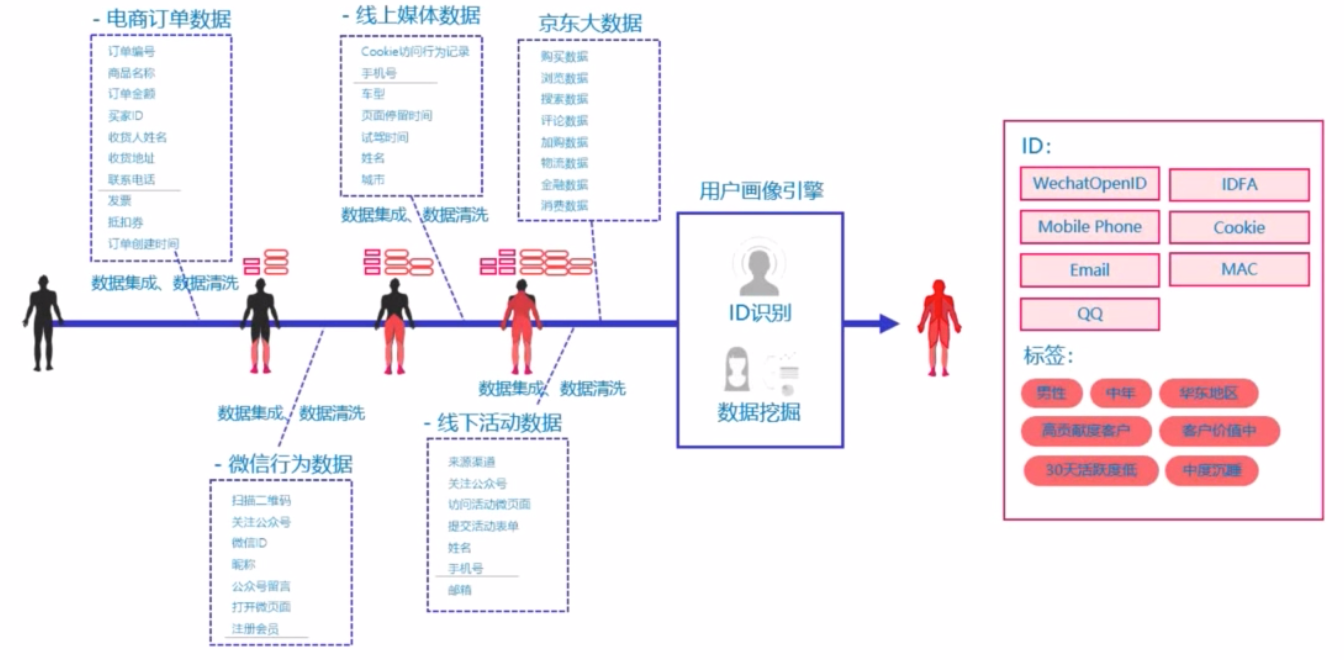 - 电商订单数据
订单编号
商品名称
订单金额
买家ID
收货人姓名
收货地址
联系电话
发票
抵扣券
订单创建时间
数据集成、数据清洗
- 线上媒体数据
Cookie访问行为记录
手机号
车型
页面停留时间
试驾时间
姓名
城市
数据集成、数据清洗
京东大数据
购买数据
浏览数据
搜索数据
评论数据
加购数据
物流数据
金融数据
消费数据
数据集成、数据清洗
- 微信行为数据
扫描二维码
关注公众号
微信ID
昵称
公众号留言
打开微页面
注册会员
数据集成、数据清洗
- 线下活动数据
来源渠道
关注公众号
访问活动微页面
提交活动表单
姓名
手机号
邮箱
用户画像引擎
ID识别
数据挖掘
ID:
WechatOpenID
IDFA
Mobile Phone
Cookie
Email
MAC
QQ
标签:
男性
中年
华东地区
高贡献度客户
客户价值中
30天活跃度低
中度沉睡